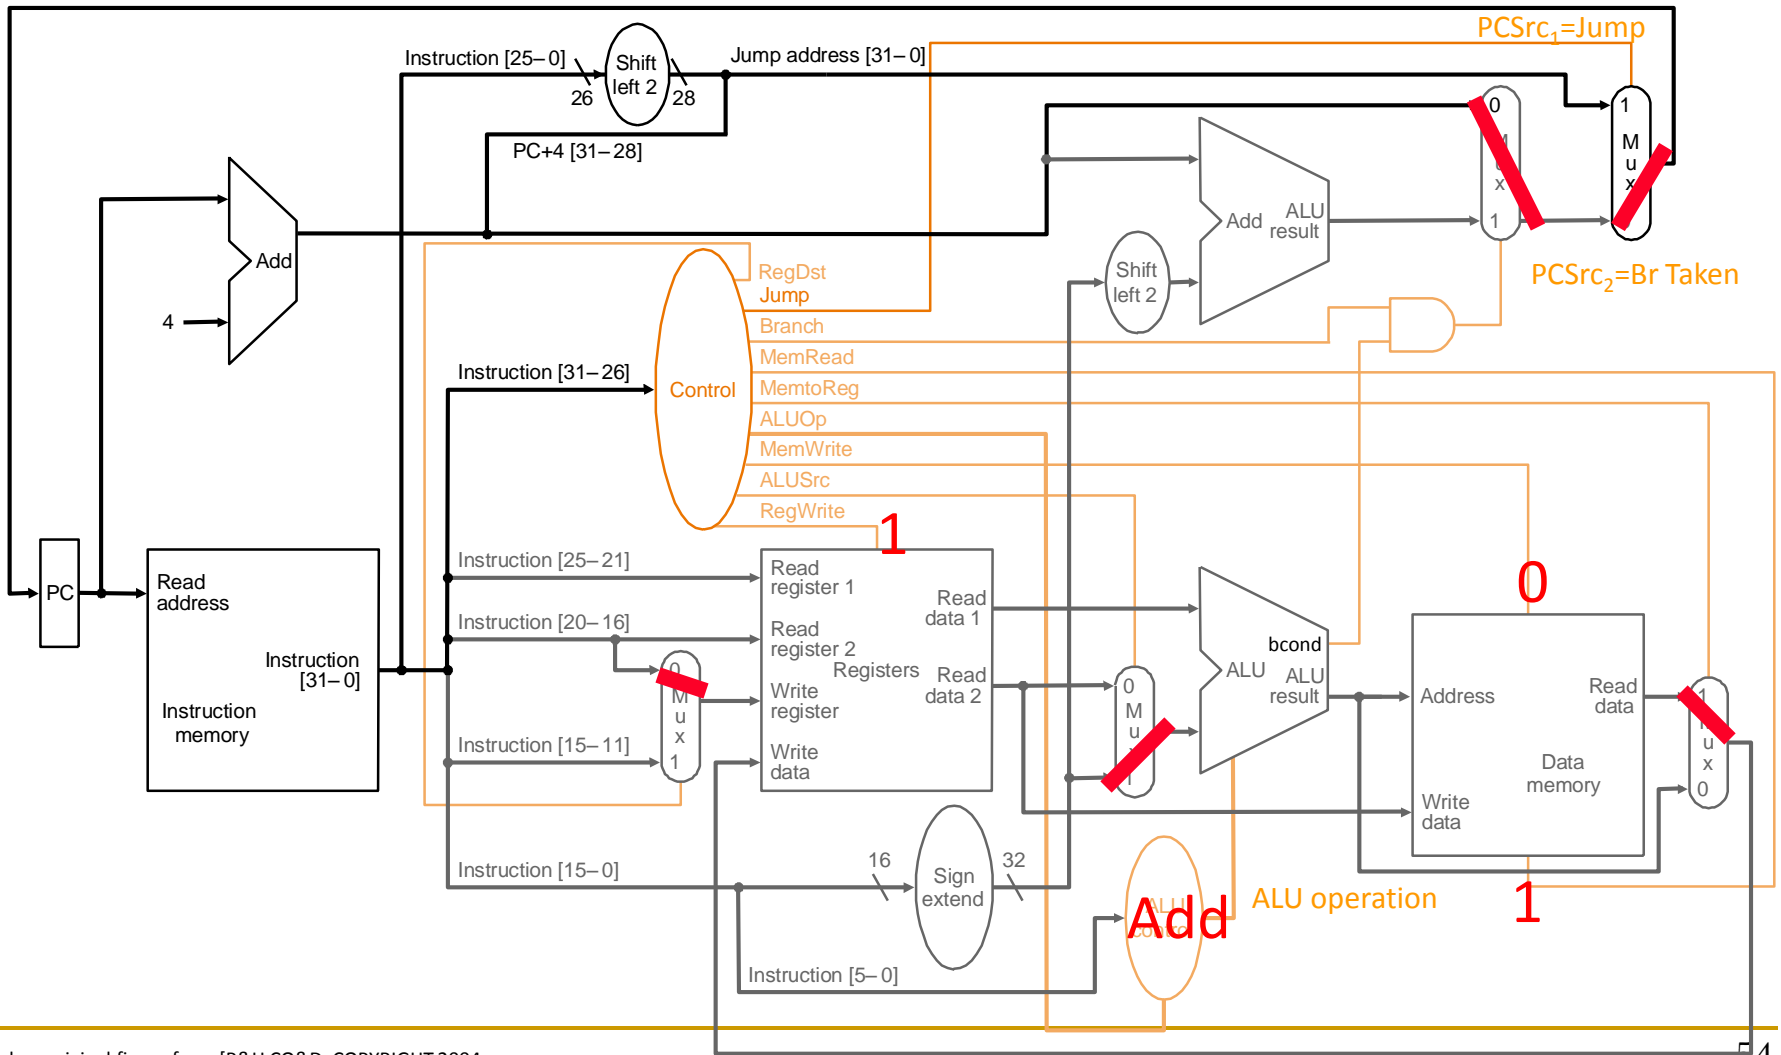 PCSrc1=Jump
Instruction [25–0]
Shift
left 2
Jump address [31–0]
26
28
0
1
M
u
x
PC+4 [31–28]
x
1
Add
ALU
result
Add
4
Shift
left 2
PCSrc2=Br Taken
RegDst
Jump
Branch
MemRead
MemtoReg
ALUOp
MemWrite
ALUSrc
RegWrite
Instruction [31–26]
Control
1
0
Instruction [25–21]
Read
register 1
Read
data 1
Instruction [20–16]
Read
register 2
Registers
Read
data 2
PC
Read
address
Instruction
[31–0]
Instruction
memory
0
M
u
x
1
Write
register
Instruction [15–11]
Write
data
0
M
u
bcond
ALU
ALU
result
Address
Read
data
Data
memory
Write
data
1
u
x
0
Instruction [15–0]
16
Sign
extend
32
Add
ALU operation
1
Instruction [5–0]